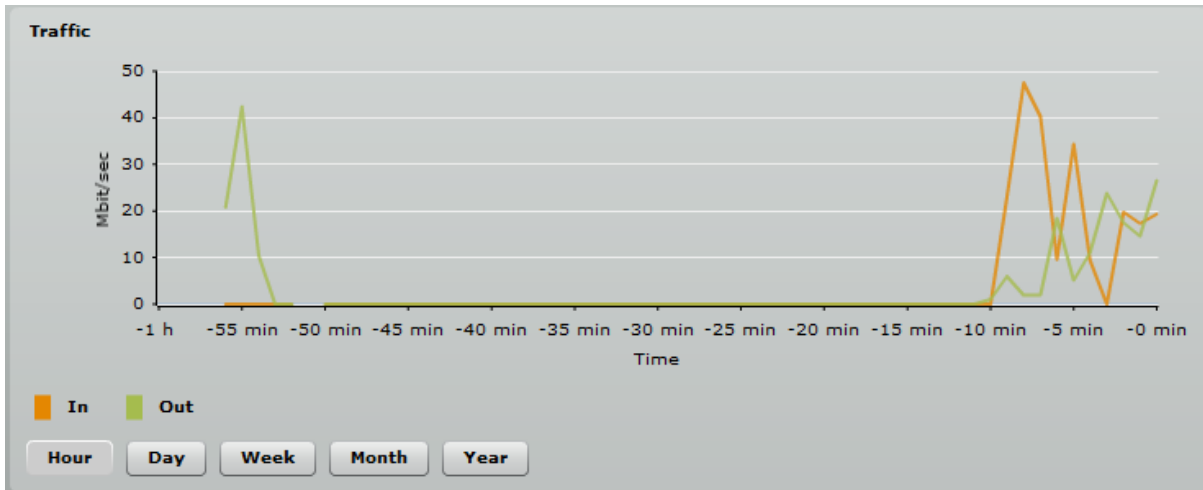 Traffic
50
40
30
20
10
0
Mbit/sec
-1 h -55 min -50 min -45 min -40 min -35 min -30 min -25 min -20 min -15 min -10 min -5 min -0 min
Time
In Out
Hour Day Week Month Year